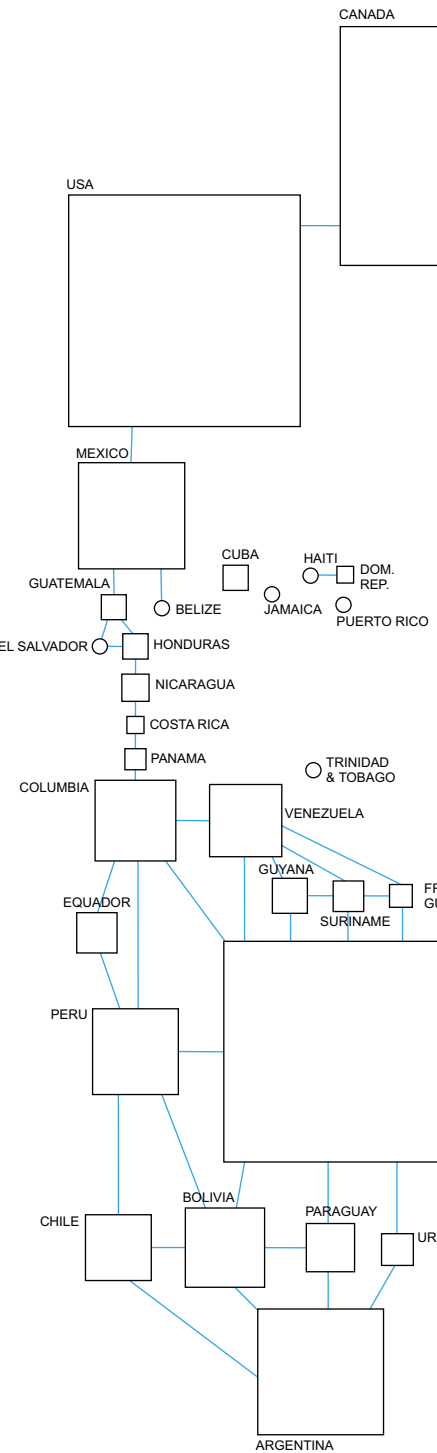 CANADA
USA
MEXICO
CUBA
HAITI
DOM.
REP.
GUATEMALA
BELIZE
JAMAICA
PUERTO RICO
EL SALVADOR
HONDURAS
NICARAGUA
COSTA RICA
PANAMA
TRINIDAD
& TOBAGO
COLUMBIA
VENEZUELA
GUYANA
SURINAME
EQUADOR
PERU
BOLIVIA
PARAGUAY
CHILE
UR
ARGENTINA